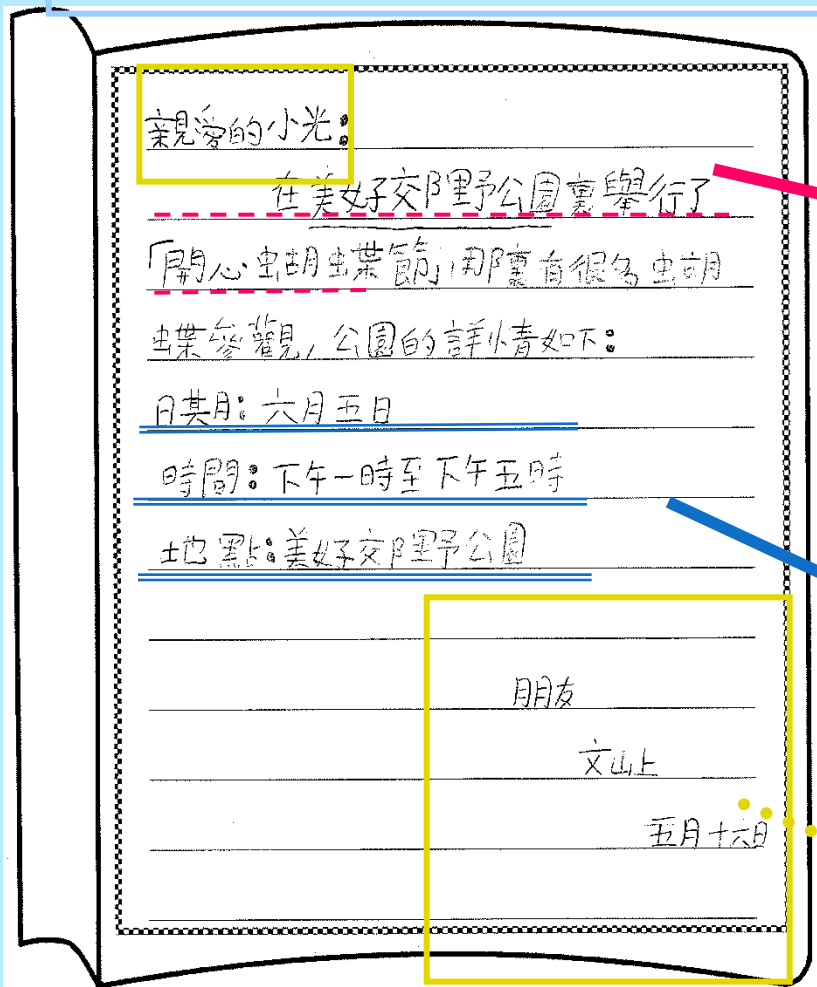 親愛的小光：
在美好交郊野公園裏舉行了
「開心蝴蝶節」，那裏有很多蝴
蝶參觀，公園的詳情如下：
日期：六月五日
時間：下午一時至下午五時
地點：美好郊野公園
朋友
文山上
五月十六日